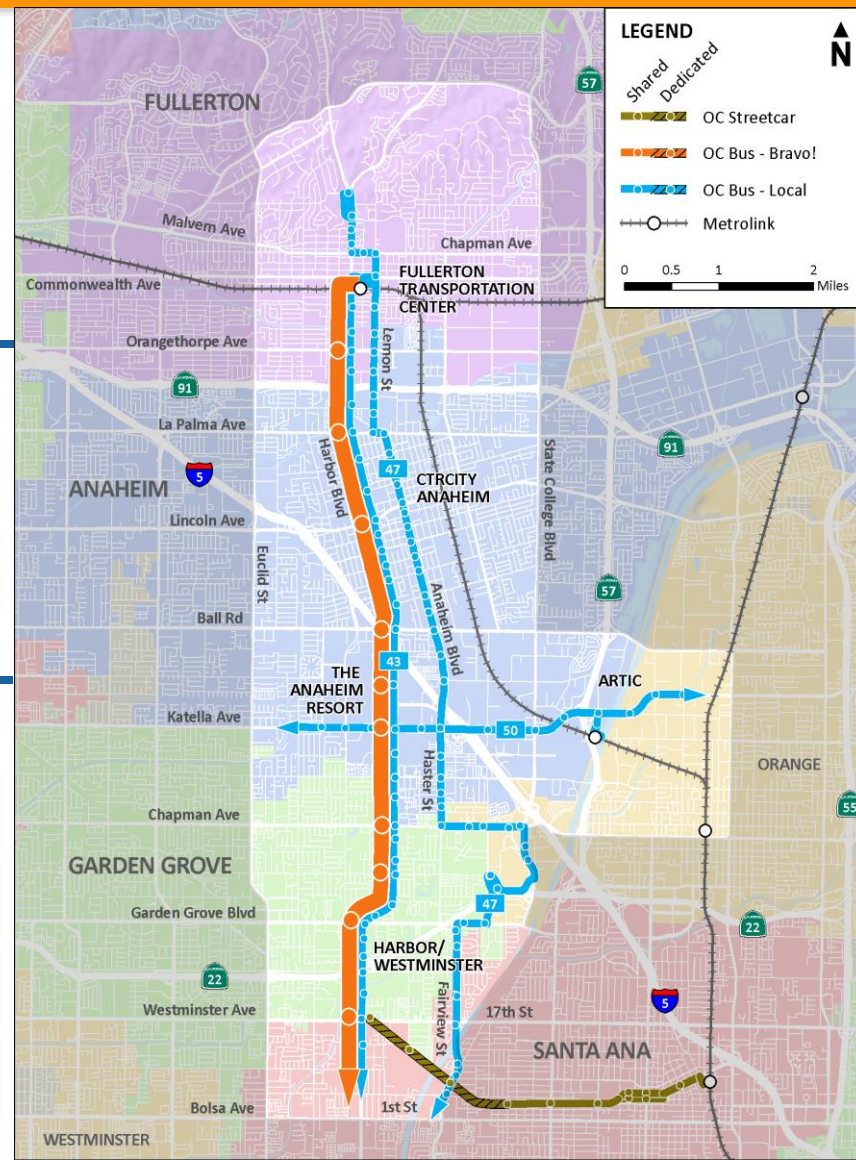 LEGEND
N
Shared
Dedicated
OC Streetcar
OC Bus - Bravo!
OC Bus - Local
Metrolink
0 0.5 1 2
Miles
57
FULLERTON
Malvern Ave
Chapman Ave
Commonwealth Ave
FULLERTON
TRANSPORTATION
CENTER
Orangethorpe Ave
Lemon St
91
La Palma Ave
Harbor Blvd
State College Blvd
91
5
47
CTRCITY
ANAHEIM
ANAHEIM
Lincoln Ave
Euclid St
Anaheim Blvd
57
Ball Rd
43
THE
ANAHEIM
RESORT
ARTIC
Katella Ave
50
Haster St
ORANGE
55
Chapman Ave
GARDEN GROVE
47
Garden Grove Blvd
22
HARBOR/
WESTMINSTER
22
Fairview St
5
Westminster Ave
17th St
SANTA ANA
Bolsa Ave
1st St
WESTMINSTER